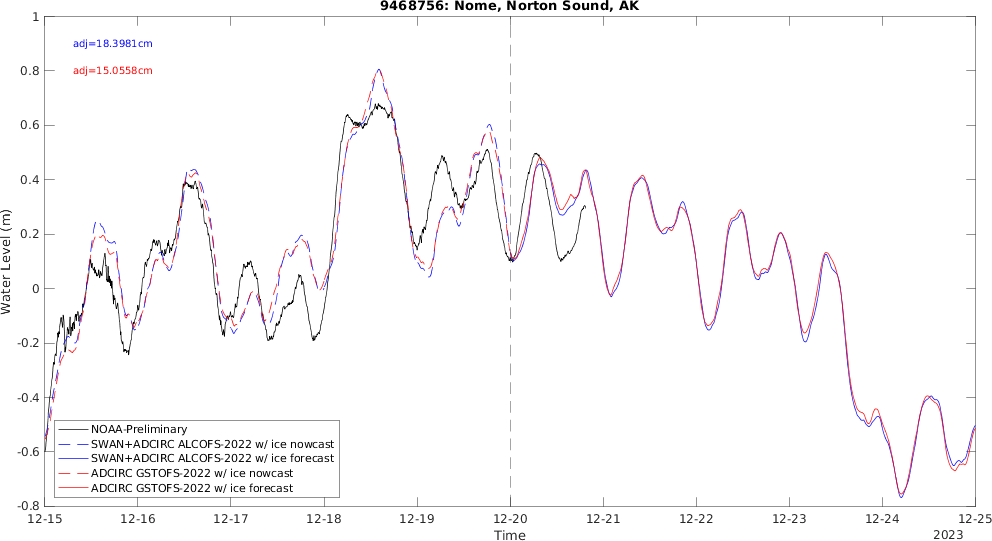 9468756: Nome, Norton Sound, AK
adj=18.3981cm
adj=15.0558cm
Water Level (m)
1
0.8
0.6
0.4
0.2
0
-0.2
-0.4
-0.6
-0.8
NOAA-Preliminary
SWAN+ADCIRC ALCOFS-2022 w/ ice nowcast
SWAN+ADCIRC ALCOFS-2022 w/ ice forecast
ADCIRC GSTOFS-2022 w/ ice nowcast
ADCIRC GSTOFS-2022 w/ ice forecast
12-15 12-16 12-17 12-18 12-19 12-20 12-21 12-22 12-23 12-24 12-25
Time
2023